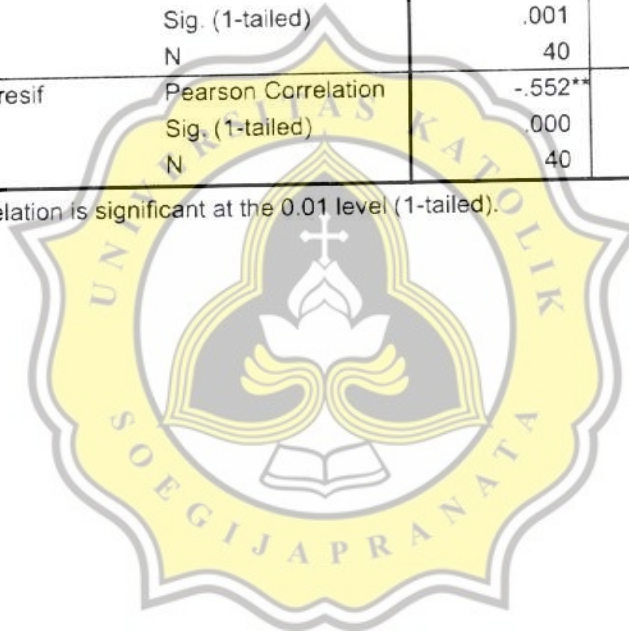 Sig. (1-tailed) .001
N 40
resif Pearson Correlation -.552**
Sig. (1-tailed) .000
N 40
elation is significant at the 0.01 level (1-tailed).
UNIVERSITAS KATOLIK
SOEGIJAPRANATA